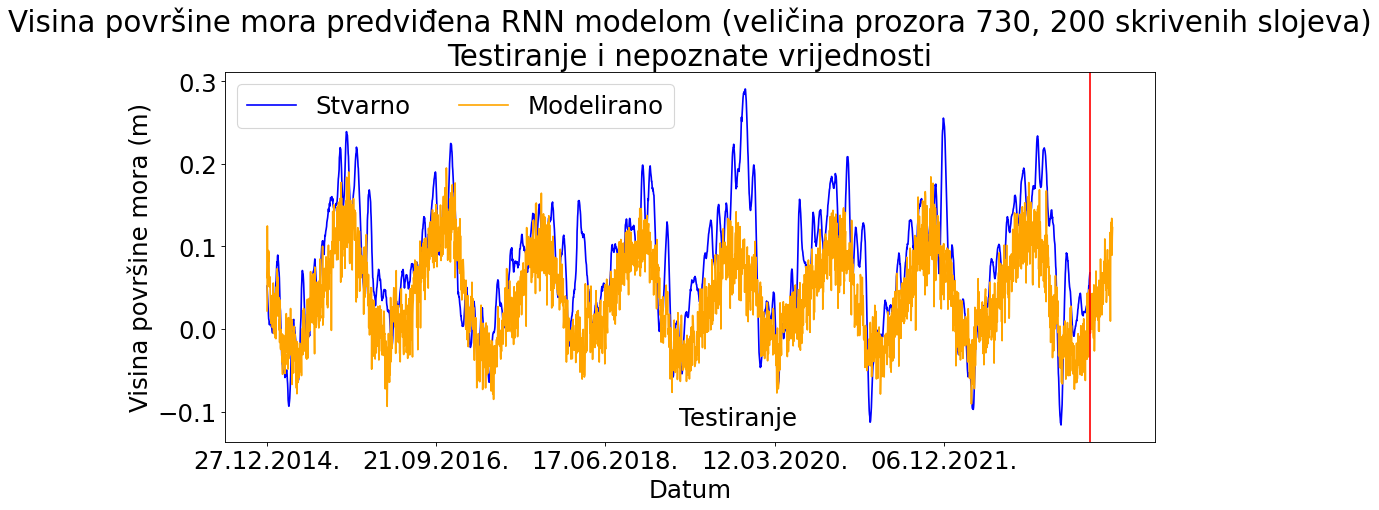 Visina površine mora predviđena RNN modelom (veličina prozora 730, 200 skrivenih slojeva)
Testiranje i nepoznate vrijednosti
Stvarno Modelirano
Visina površine mora (m)
0.3
0.2
0.1
0.0
−0.1
Testiranje
27.12.2014. 21.09.2016. 17.06.2018. 12.03.2020. 06.12.2021.
Datum